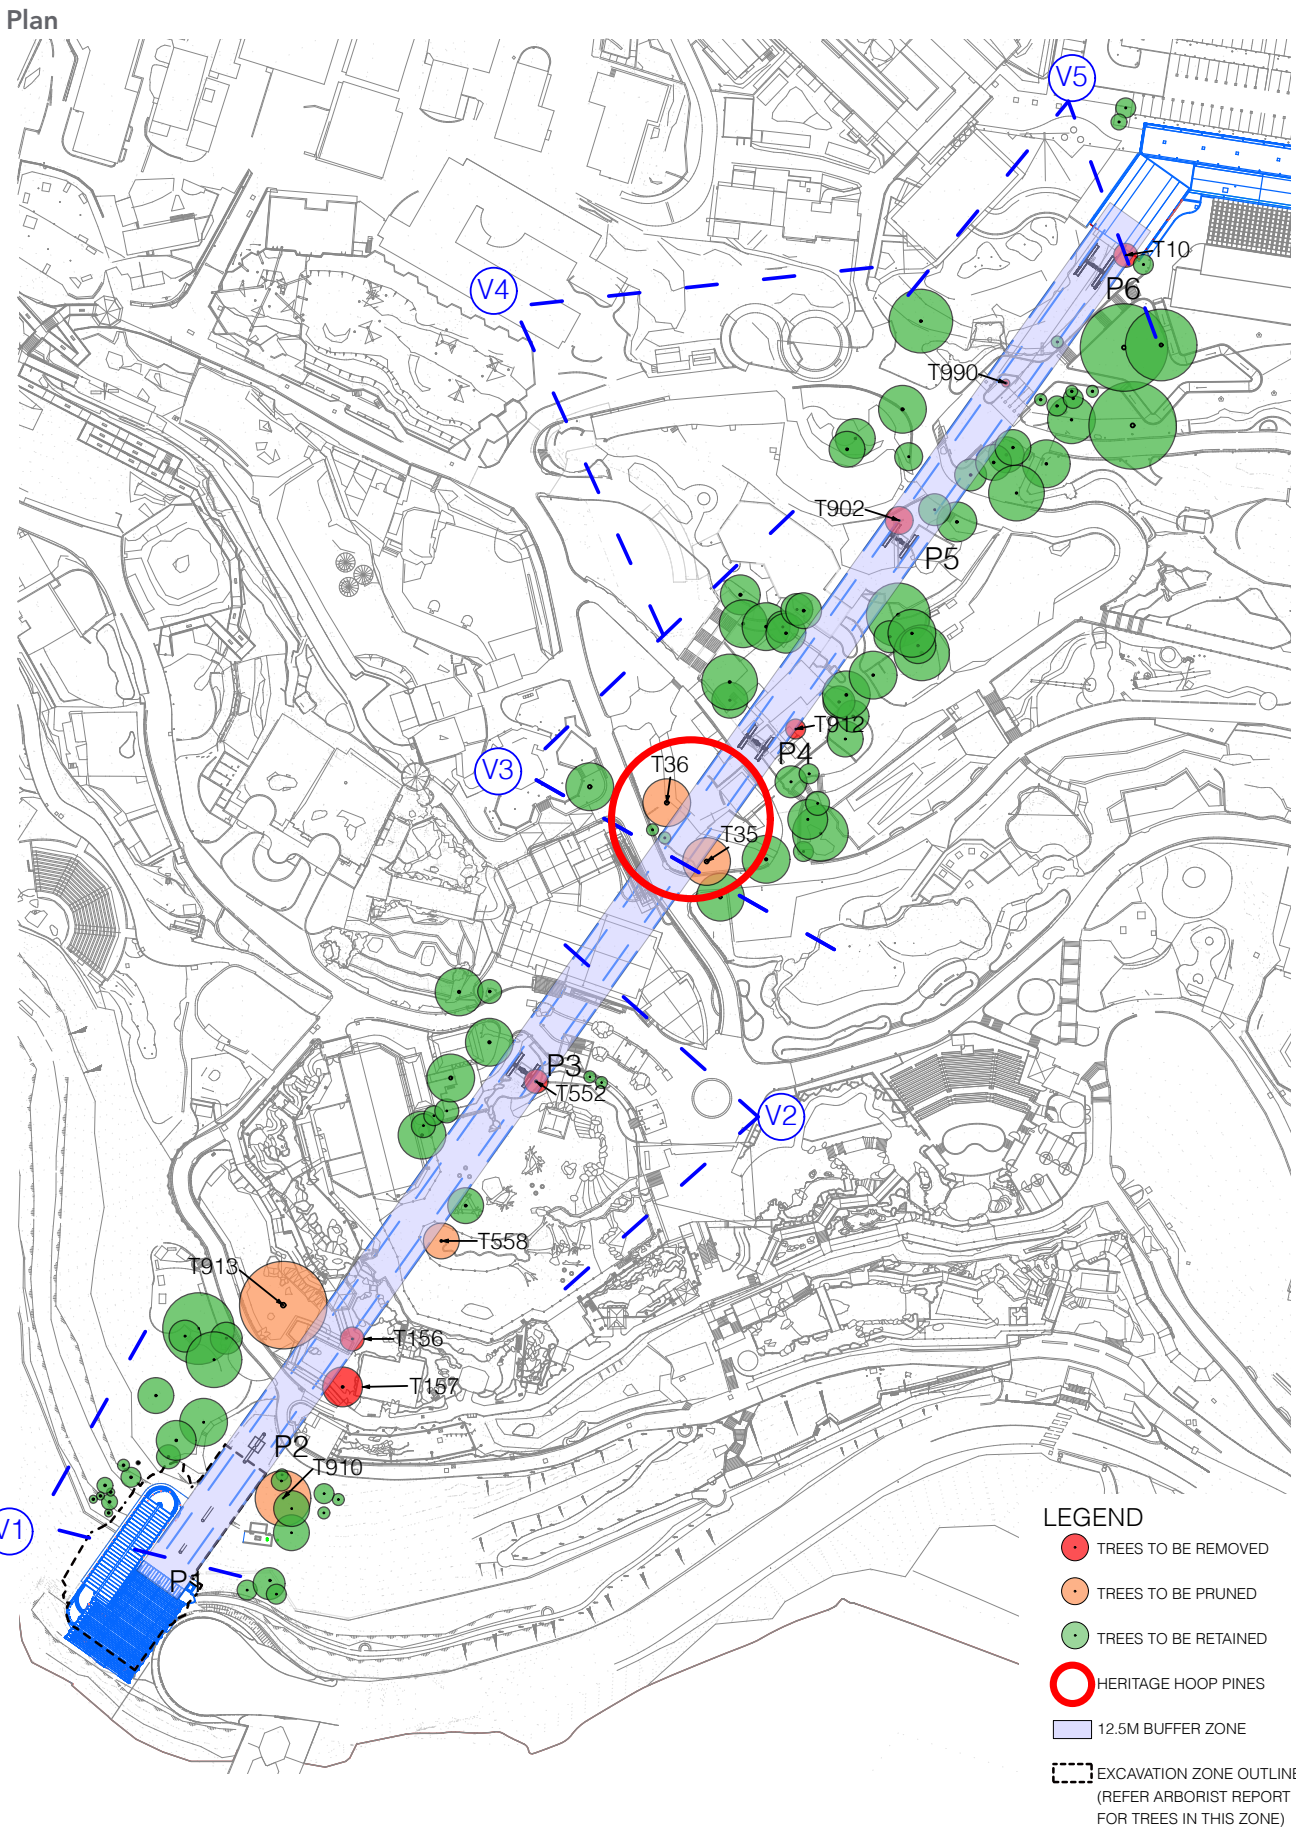 Plan
V5
T10
V4
P6
T990
T902
P5
T912
P4
V3
T36
T35
P3
T552
V2
T558
T913
T156
T157
P2
T910
V1
P1
LEGEND
TREES TO BE REMOVED
TREES TO BE PRUNED
TREES TO BE RETAINED
HERITAGE HOOP PINES
12.5M BUFFER ZONE
EXCAVATION ZONE OUTLINE
(REFER ARBORIST REPORT
FOR TREES IN THIS ZONE)